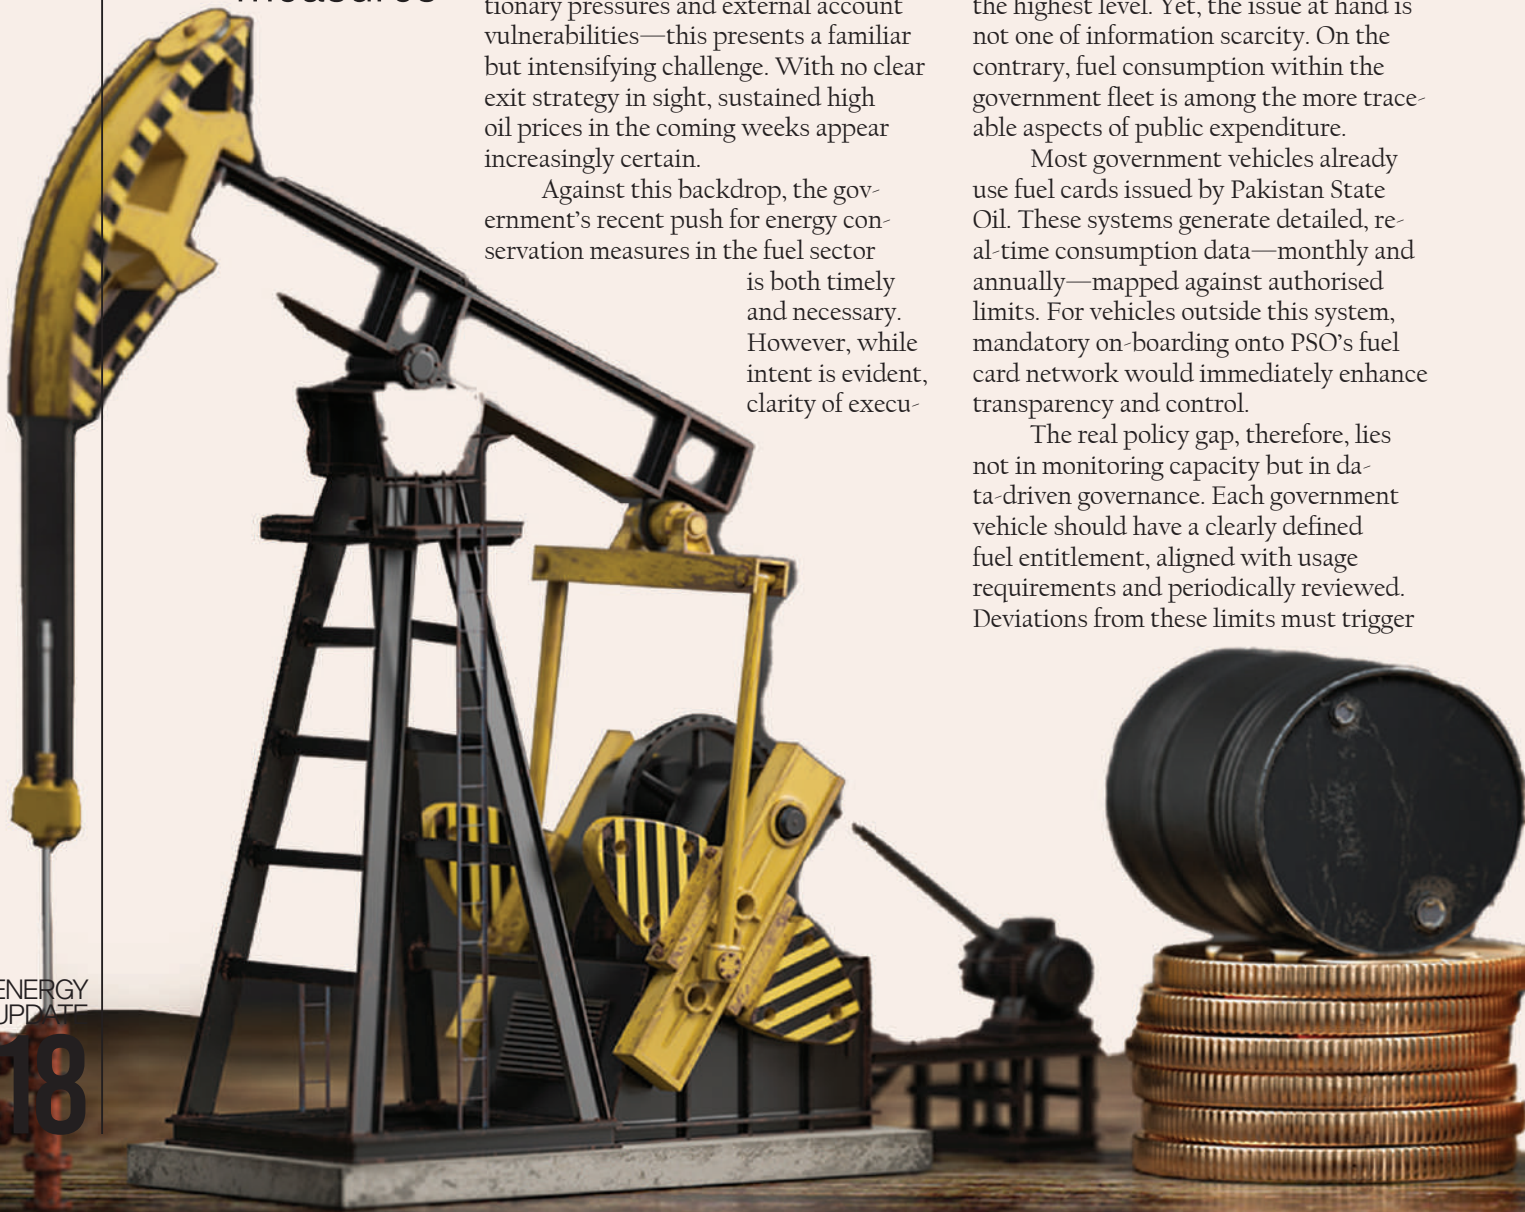 measures
tionary pressures and external account
vulnerabilities—this presents a familiar
but intensifying challenge. With no clear
exit strategy in sight, sustained high
oil prices in the coming weeks appear
increasingly certain.
Against this backdrop, the gov-
ernment’s recent push for energy con-
servation measures in the fuel sector
is both timely
and necessary.
However, while
intent is evident,
clarity of execu-
the highest level. Yet, the issue at hand is
not one of information scarcity. On the
contrary, fuel consumption within the
government fleet is among the more trace-
able aspects of public expenditure.
Most government vehicles already
use fuel cards issued by Pakistan State
Oil. These systems generate detailed, re-
al-time consumption data—monthly and
annually—mapped against authorised
limits. For vehicles outside this system,
mandatory on-boarding onto PSO’s fuel
card network would immediately enhance
transparency and control.
The real policy gap, therefore, lies
not in monitoring capacity but in da-
ta-driven governance. Each government
vehicle should have a clearly defined
fuel entitlement, aligned with usage
requirements and periodically reviewed.
Deviations from these limits must trigger
ENERGY
UPDATE
18